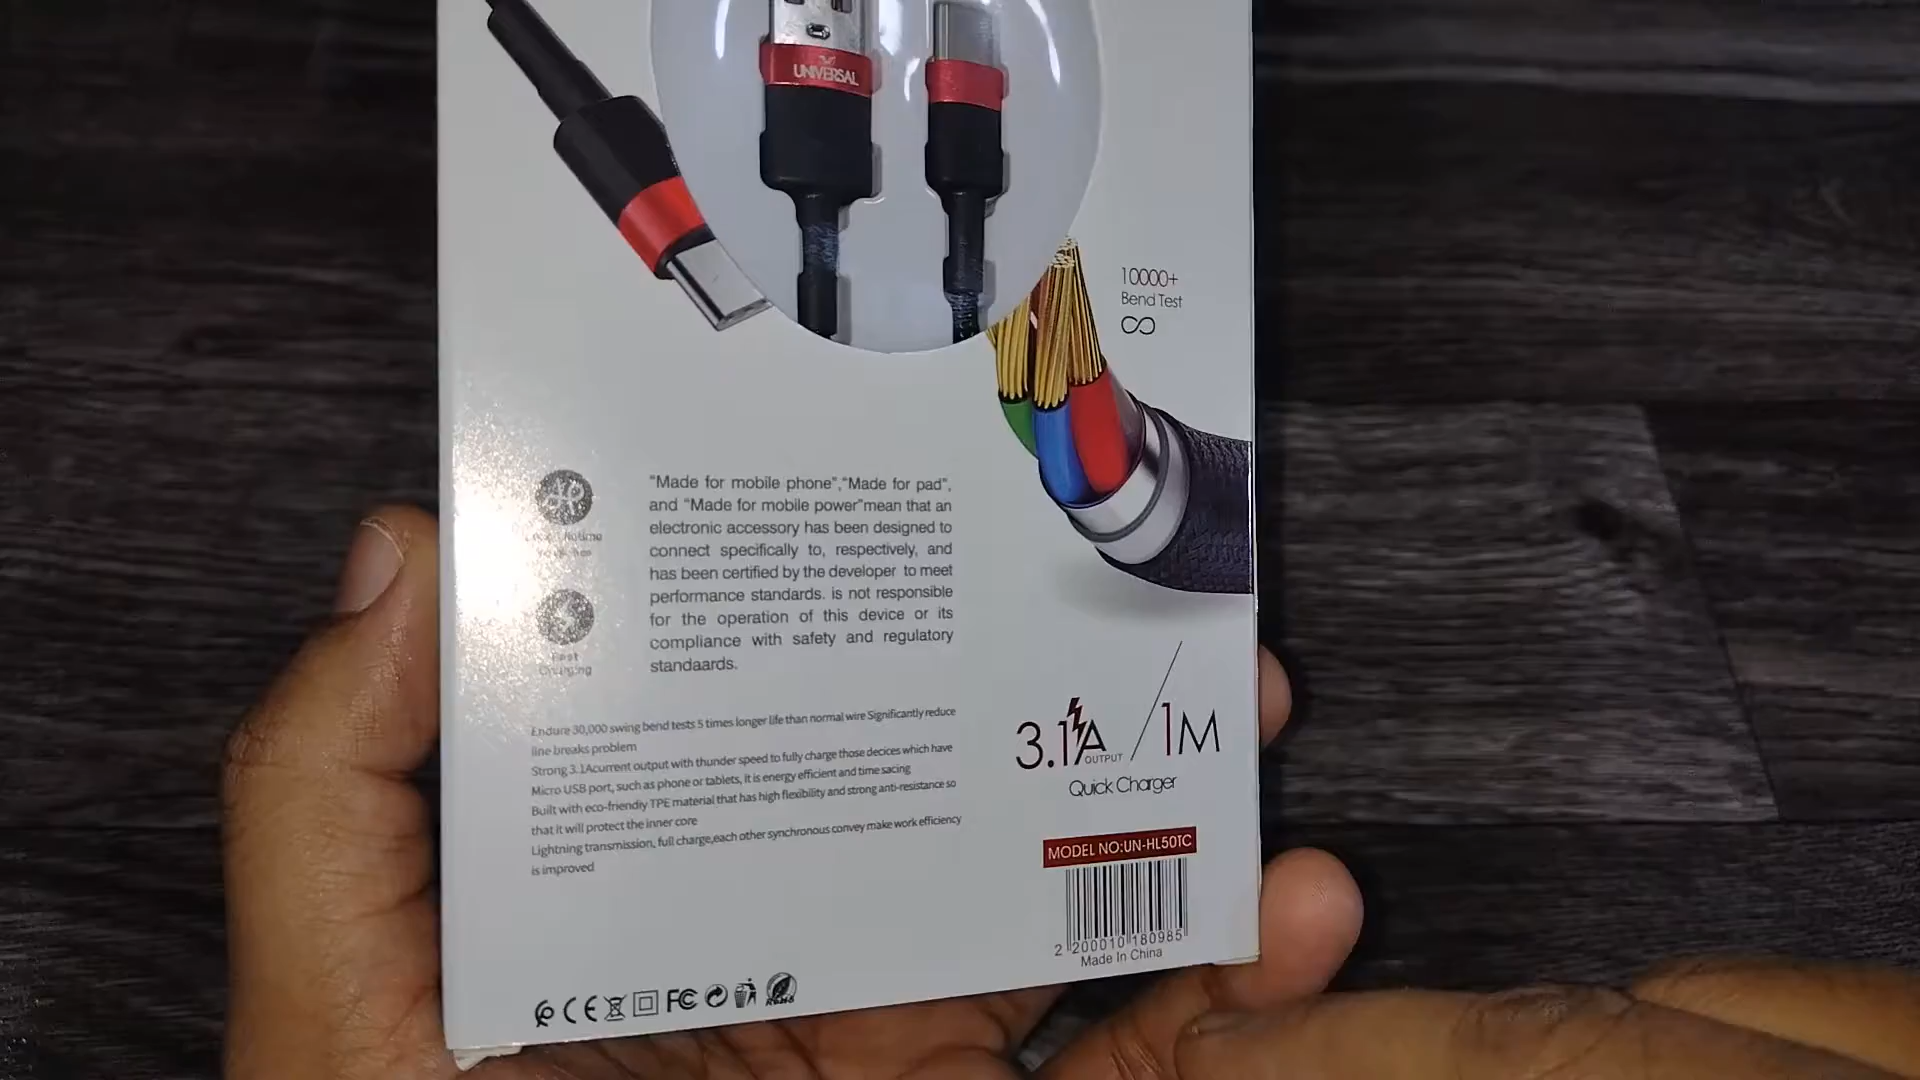 UNIVERSAL
10000+
Bend Test
"Made for mobile phone","Made for pad",
and "Made for mobile power"mean that an
electronic accessory has been designed to
connect specifically to, respectively, and
has been certified by the developer to meet
performance standards. is not responsible
for the operation of this device or its
compliance with safety and regulatory
standaards.
Fast
Charging
Endure 30,000 swing bend tests 5 times longer life than normal wire Significantly reduce
line breaks problem
Strong 3.1Acurrent output with thunder speed to fully charge those decices which have
Micro USB port, such as phone or tablets, it is energy efficient and time sacing
Built with eco-friendiy TPE material that has high flexibility and strong anti-resistance so
that it will protect the inner core
Lightning transmission, full charge,each other synchronous convey make work efficiency
is improved
3.1A OUTPUT / 1M
Quick Charger
MODEL NO:UN-HL50TC
2 200010 180985
Made In China
CE FC RoHS